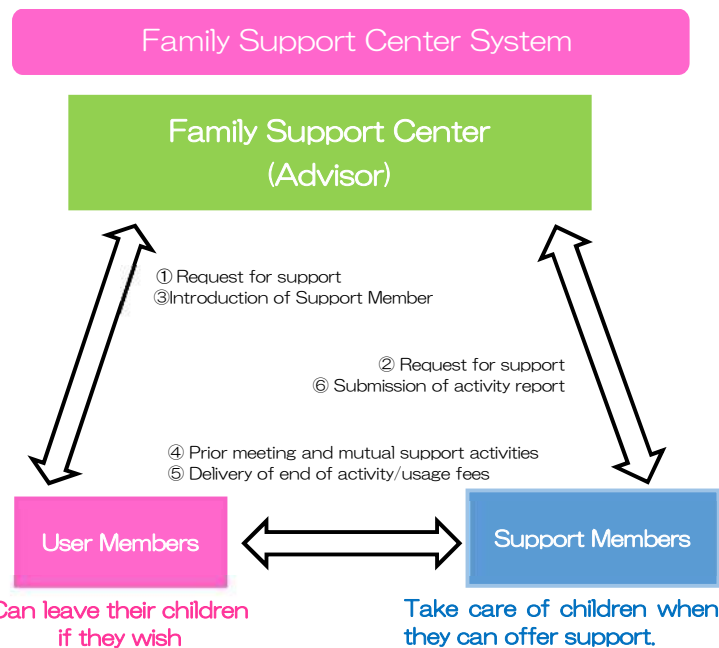 Family Support Center System
Family Support Center
(Advisor)
① Request for support
③Introduction of Support Member
② Request for support
⑥ Submission of activity report
④ Prior meeting and mutual support activities
⑤ Delivery of end of activity/usage fees
User Members
Support Members
Can leave their children
if they wish
Take care of children when
they can offer support.